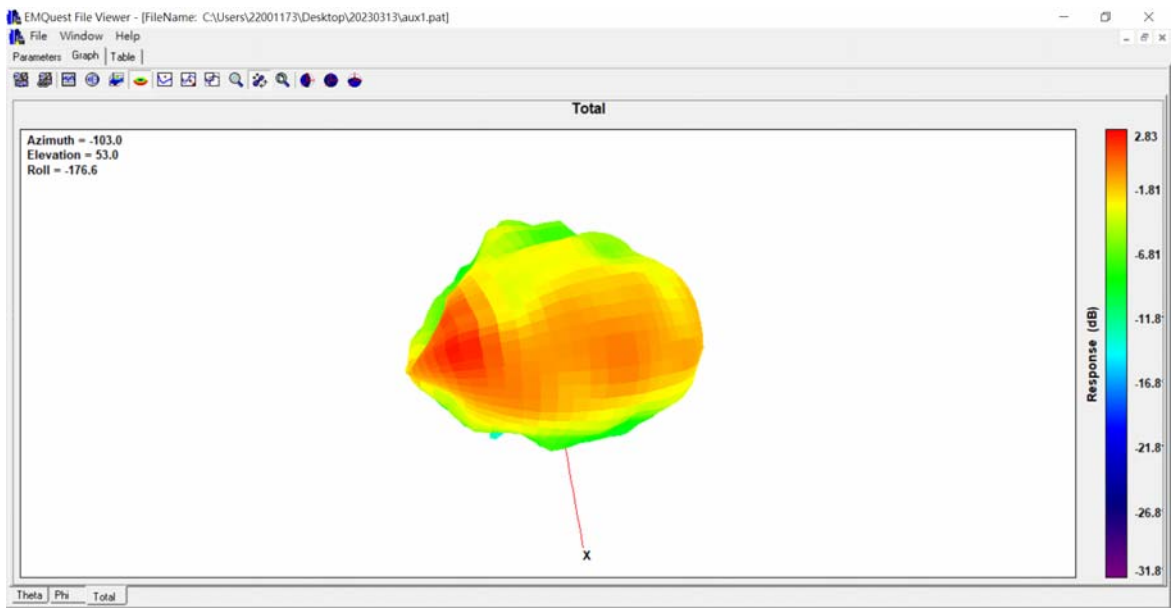 EMQuest File Viewer - [FileName: C:\Users\22001173\Desktop\20230313\aux1.pat]
File Window Help
Parameters Graph Table
Total
Azimuth = -103.0
Elevation = 53.0
Roll = -176.6
2.83
-1.81
-6.81
-11.8
-16.8
-21.8
-26.8
-31.8
Response (dB)
X
Theta Phi Total